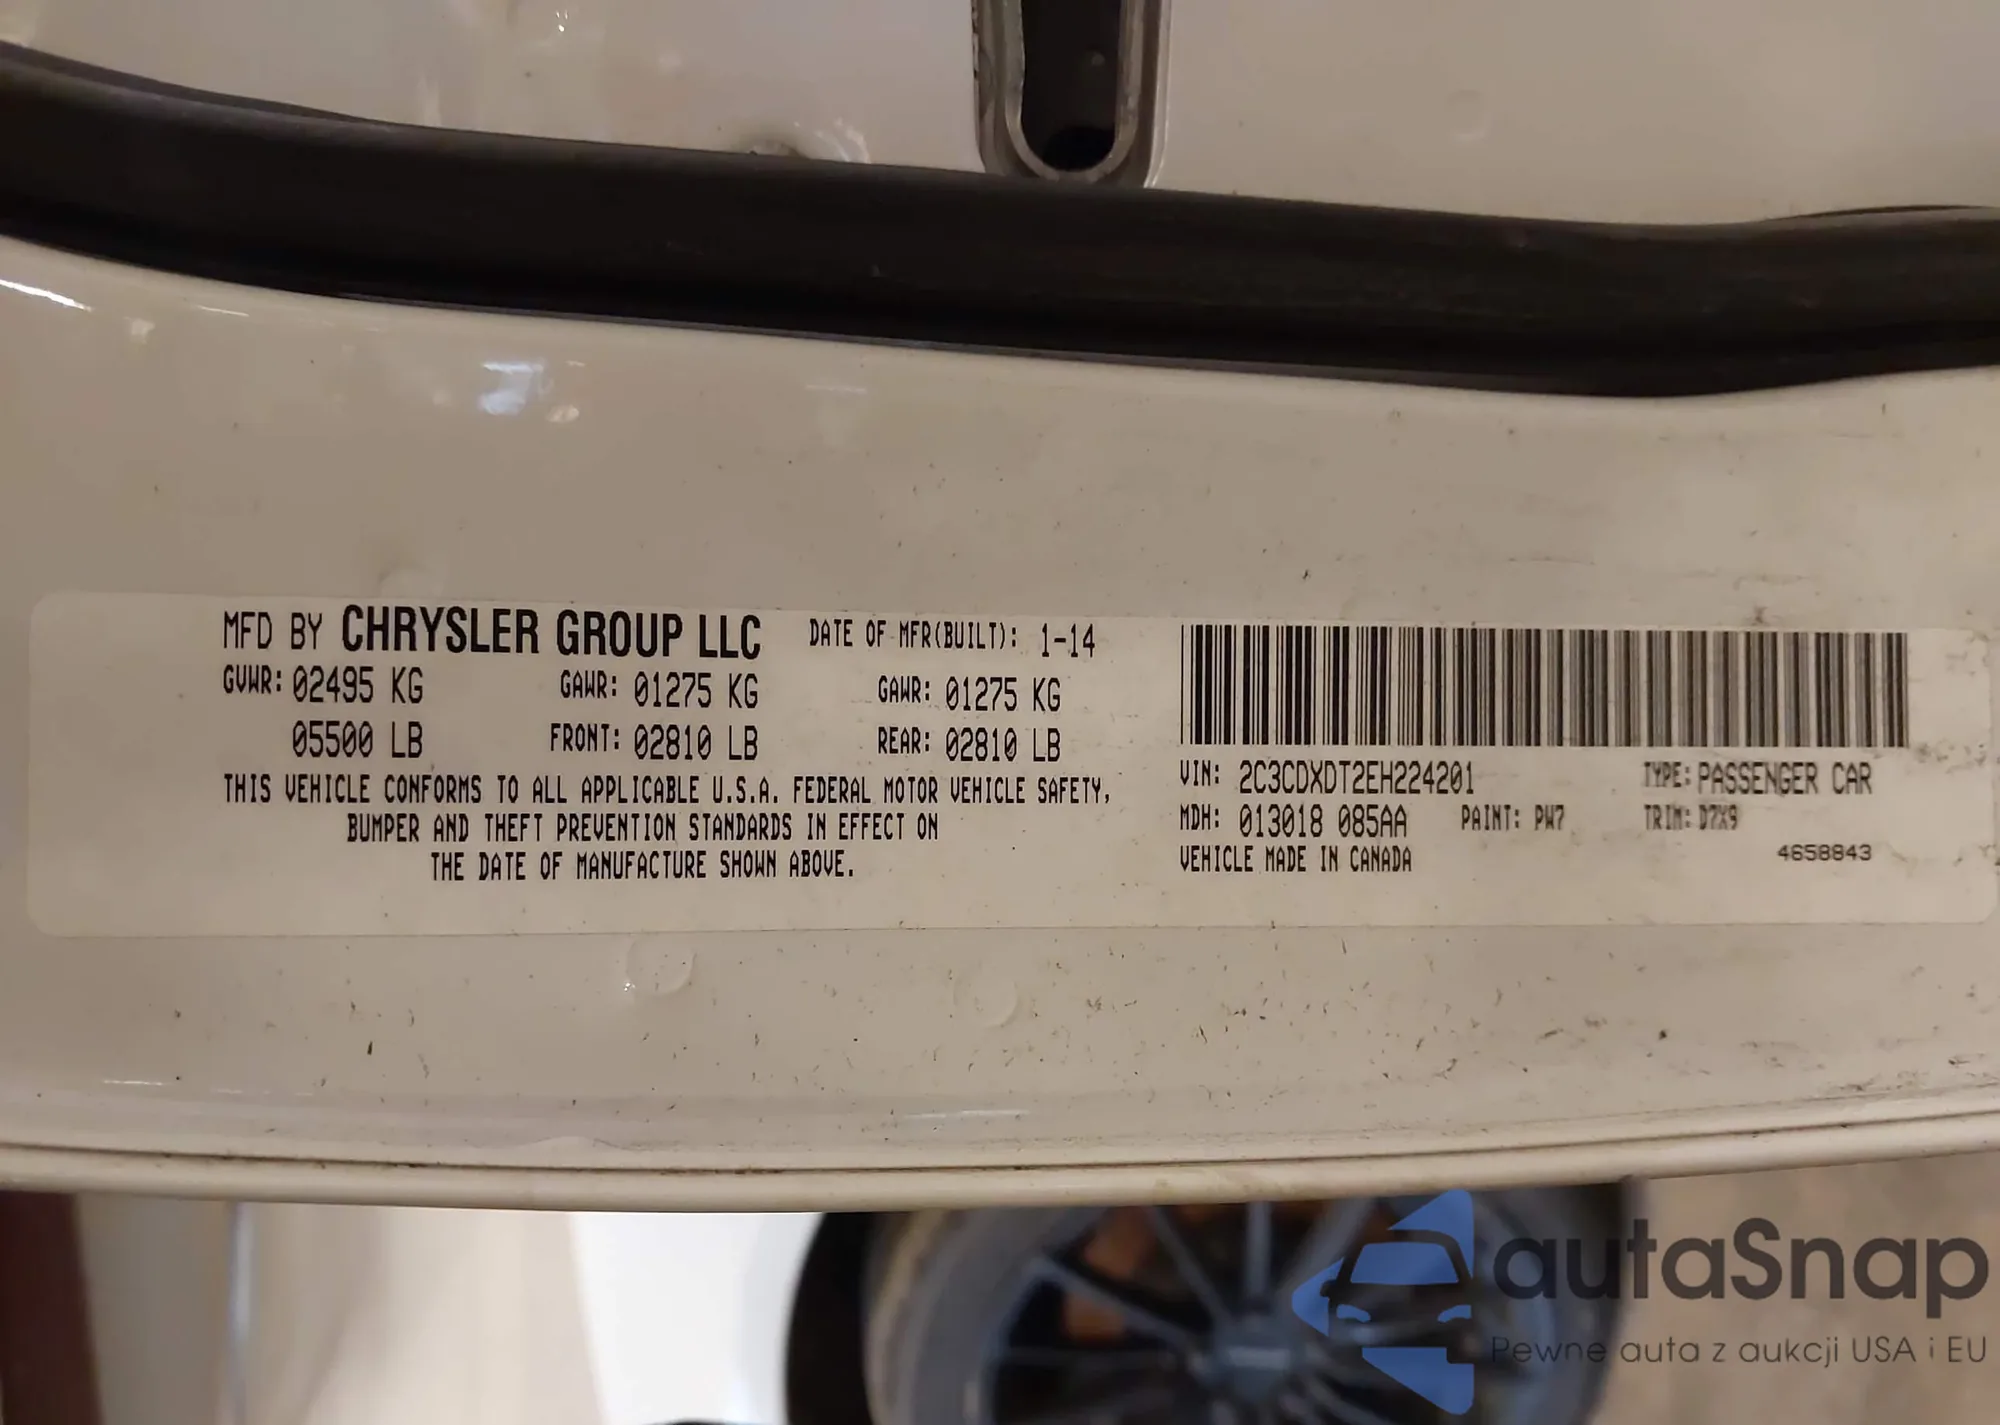 MFD BY CHRYSLER GROUP LLC DATE OF MFR(BUILT): 1-14
GVWR: 02495 KG GAWR: 01275 KG GAWR: 01275 KG
05500 LB FRONT: 02810 LB REAR: 02810 LB
THIS VEHICLE CONFORMS TO ALL APPLICABLE U.S.A. FEDERAL MOTOR VEHICLE SAFETY,
BUMPER AND THEFT PREVENTION STANDARDS IN EFFECT ON
THE DATE OF MANUFACTURE SHOWN ABOVE.
VIN: 2C3CDXDT2EH224201 TYPE: PASSENGER CAR
MDH: 013018 085AA PAINT: PW7 TRIM: D7X9
VEHICLE MADE IN CANADA 4658843
autaSnap
Pewne auta z aukcji USA i EU